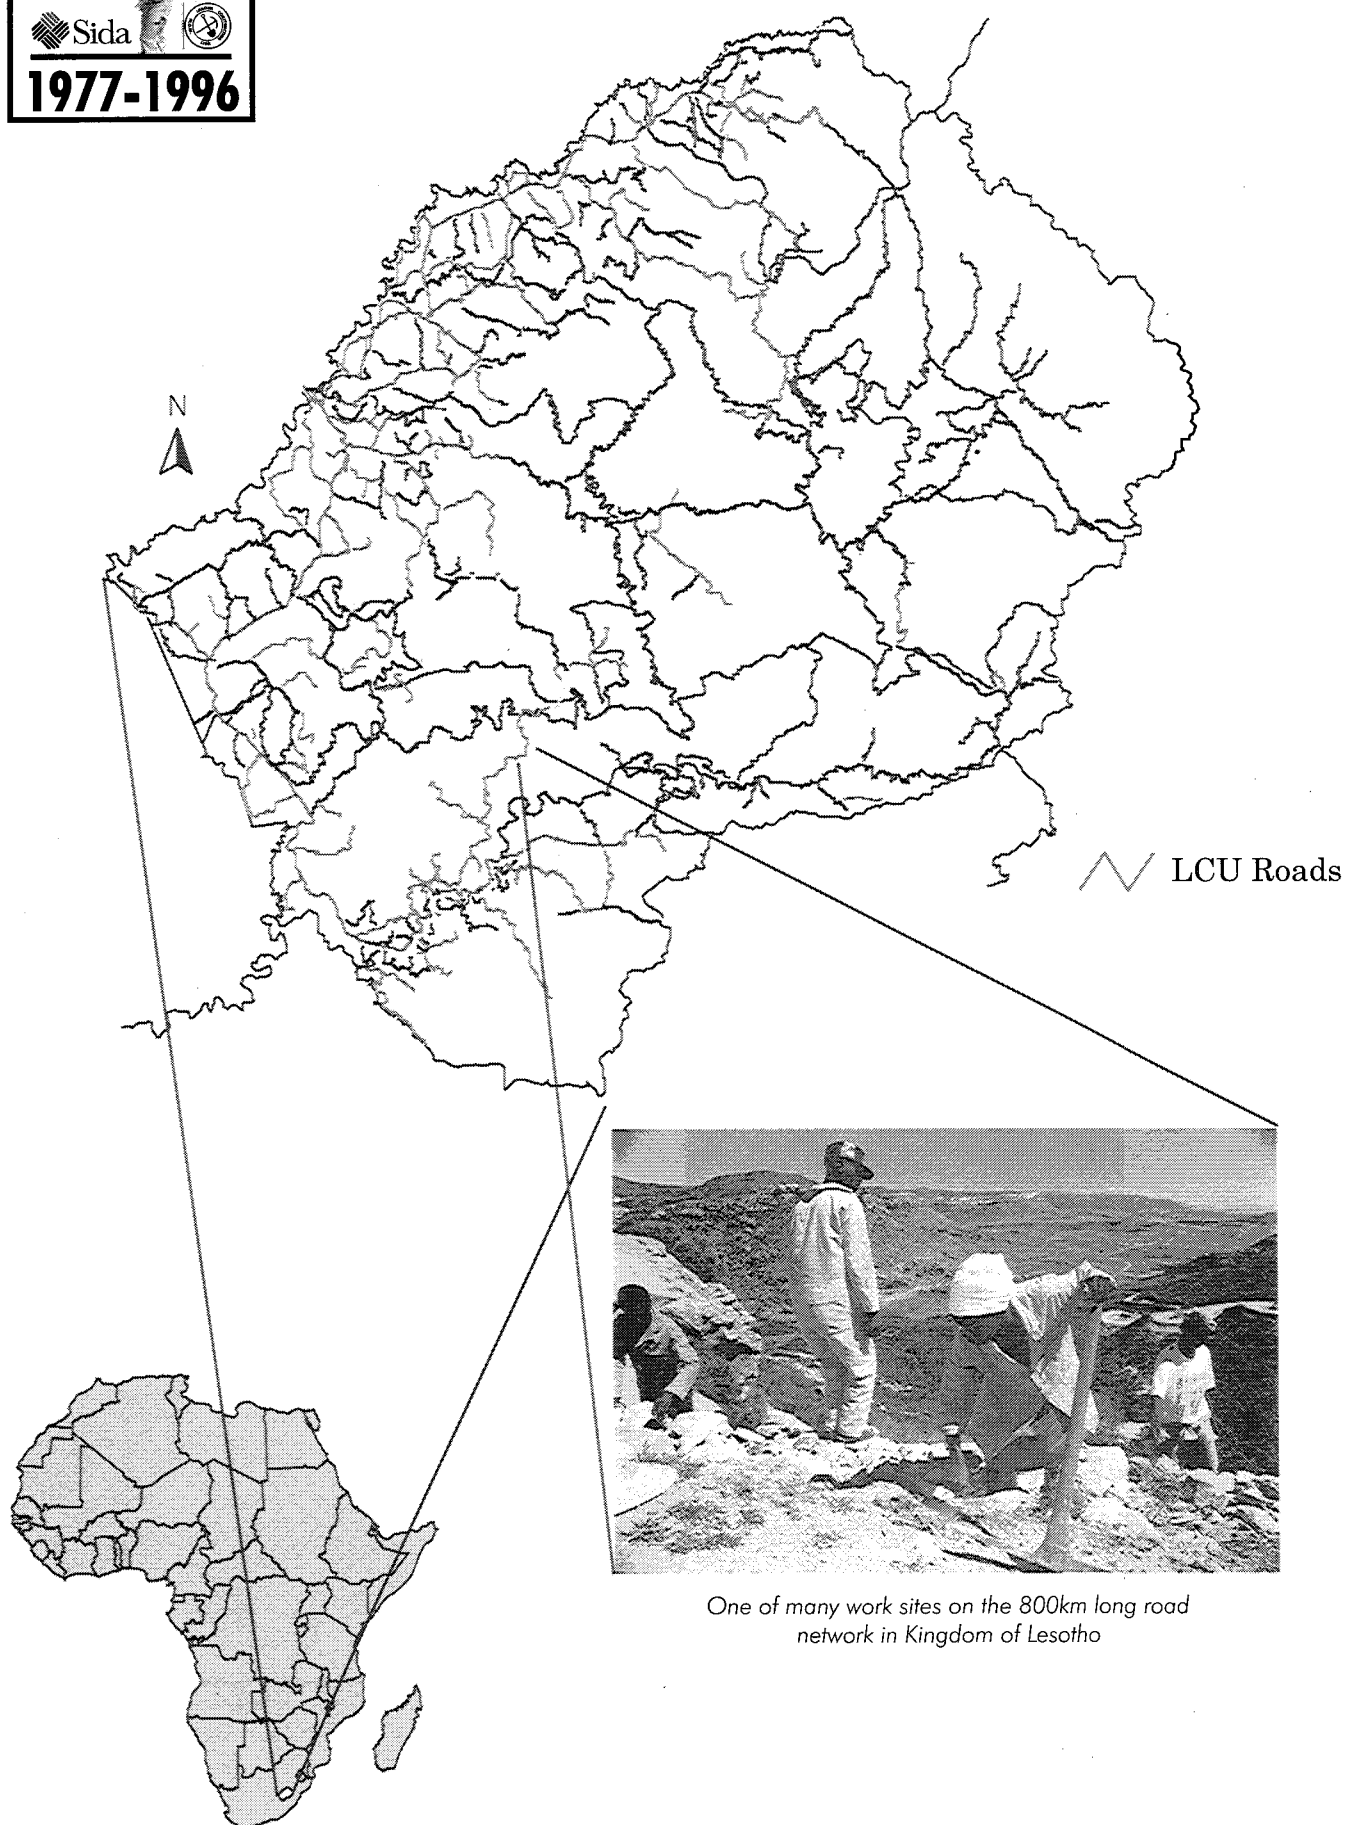 Sida
1977-1996
N
LCU Roads
One of many work sites on the 800km long road
network in Kingdom of Lesotho